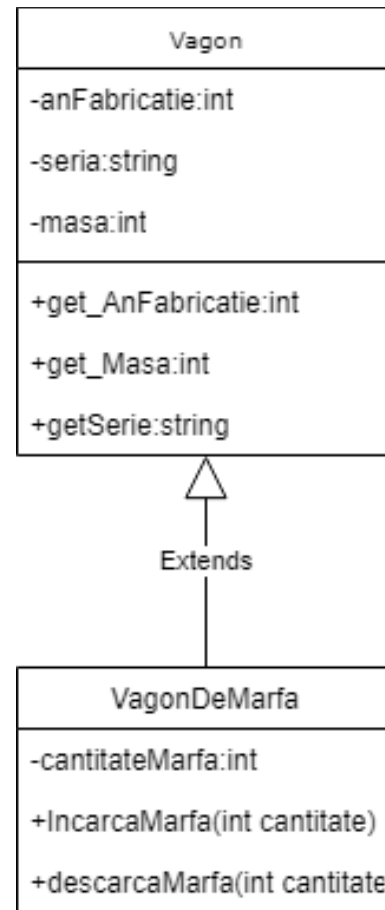 Vagon
-anFabricatie:int
-seria:string
-masa:int
+get_AnFabricatie:int
+get_Masa:int
+getSerie:string
Extends
VagonDeMarfa
-cantitateMarfa:int
+IncarcaMarfa(int cantitate)
+descarcaMarfa(int cantitate